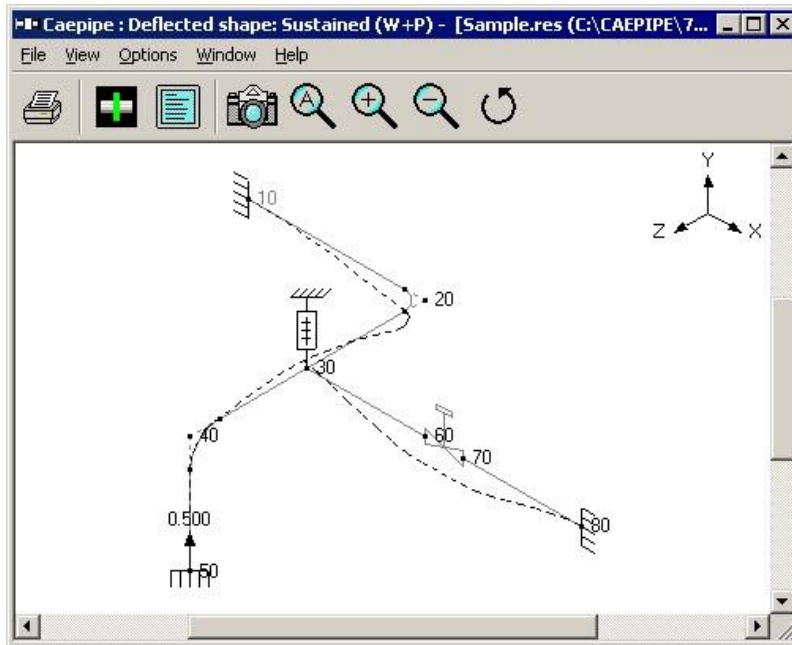 Caepipe : Deflected shape: Sustained (W+P) - [Sample.res (C:\CAEPIPE\7...
File View Options Window Help
A
Y
Z X
10
20
30
40
60
70
0.500
80
50